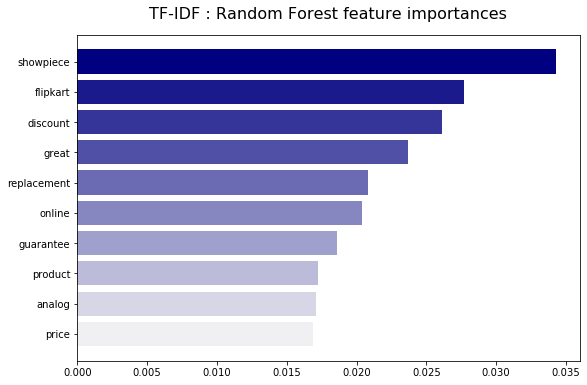 TF-IDF : Random Forest feature importances
showpiece
flipkart
discount
great
replacement
online
guarantee
product
analog
price
0.000 0.005 0.010 0.015 0.020 0.025 0.030 0.035